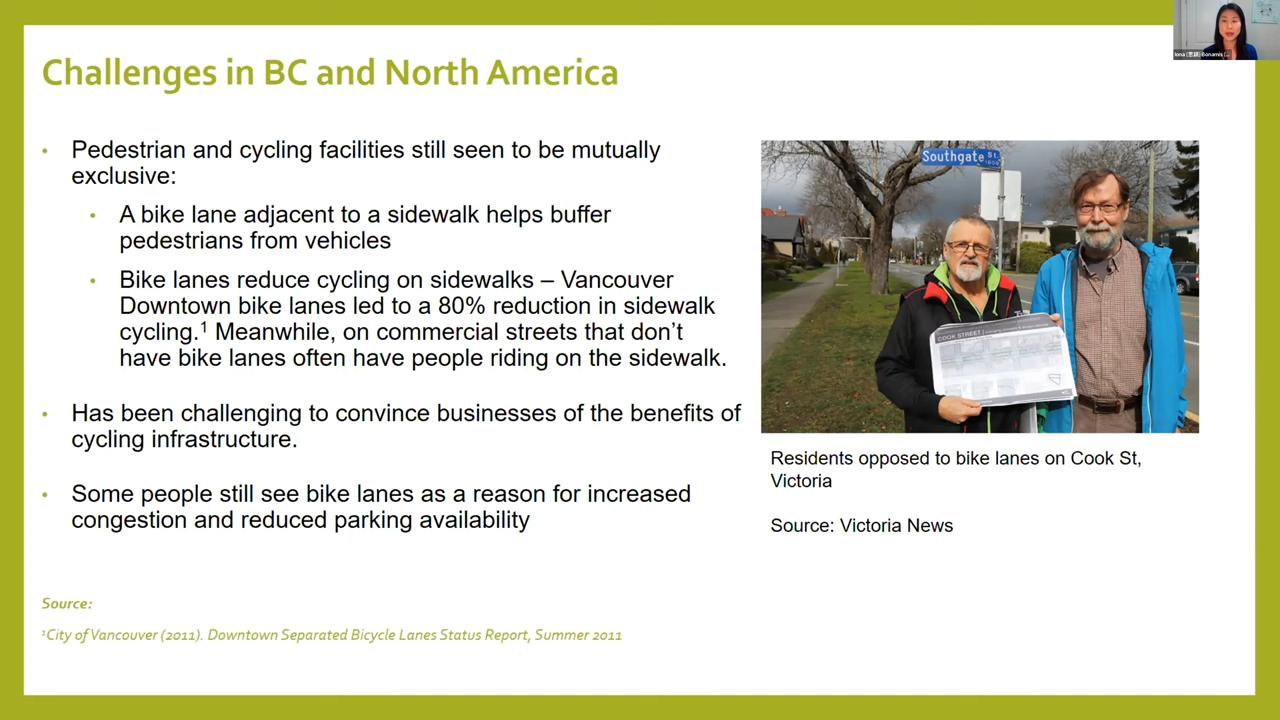 Challenges in BC and North America
Iona (思穎) Bonamis (...
• Pedestrian and cycling facilities still seen to be mutually
exclusive:
• A bike lane adjacent to a sidewalk helps buffer
pedestrians from vehicles
• Bike lanes reduce cycling on sidewalks – Vancouver
Downtown bike lanes led to a 80% reduction in sidewalk
cycling.¹ Meanwhile, on commercial streets that don't
have bike lanes often have people riding on the sidewalk.
• Has been challenging to convince businesses of the benefits of
cycling infrastructure.
• Some people still see bike lanes as a reason for increased
congestion and reduced parking availability
Southgate St.
COOK STREET
Residents opposed to bike lanes on Cook St,
Victoria
Source: Victoria News
Source:
¹City of Vancouver (2011). Downtown Separated Bicycle Lanes Status Report, Summer 2011